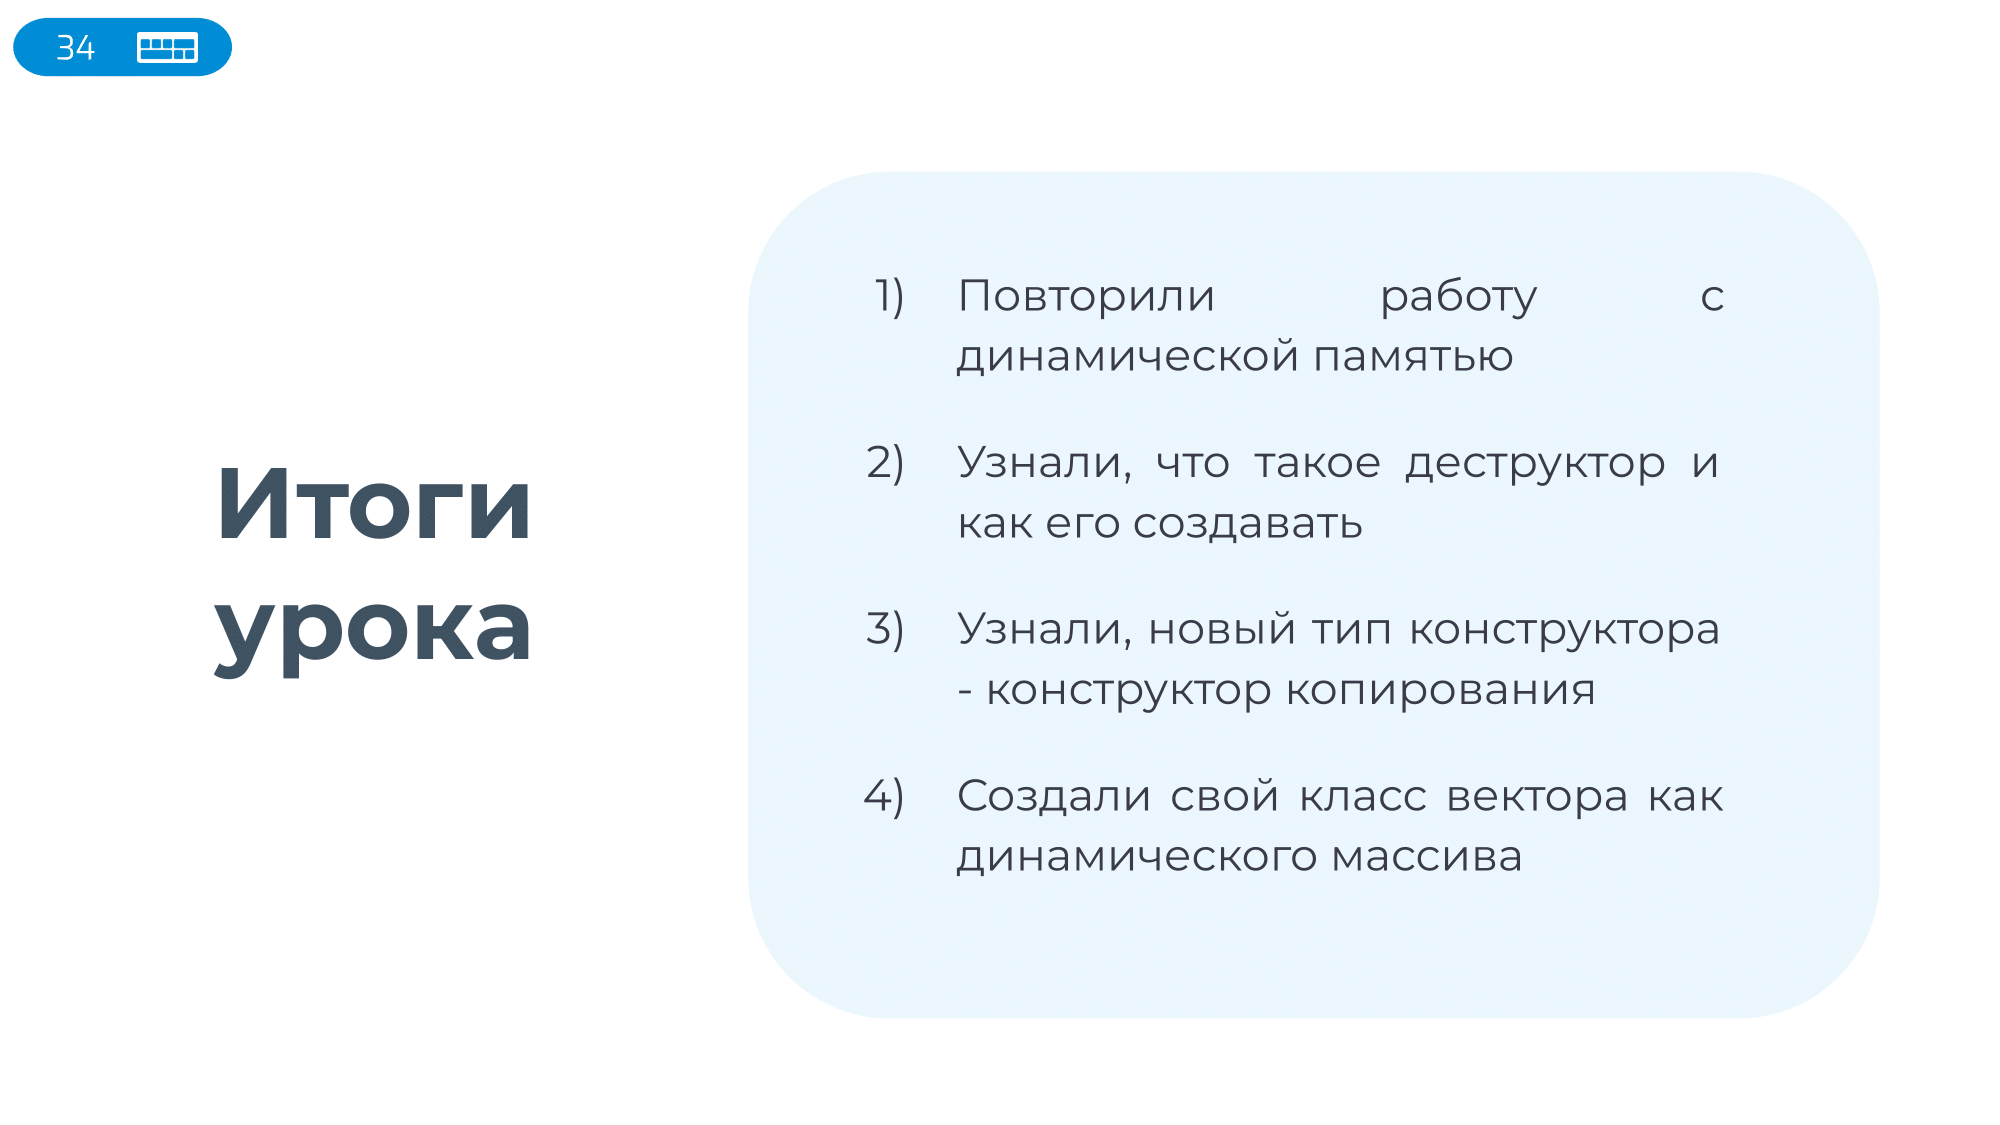 34
Итоги
урока
1) Повторили работу с
динамической памятью
2) Узнали, что такое деструктор и
как его создавать
3) Узнали, новый тип конструктора
- конструктор копирования
4) Создали свой класс вектора как
динамического массива